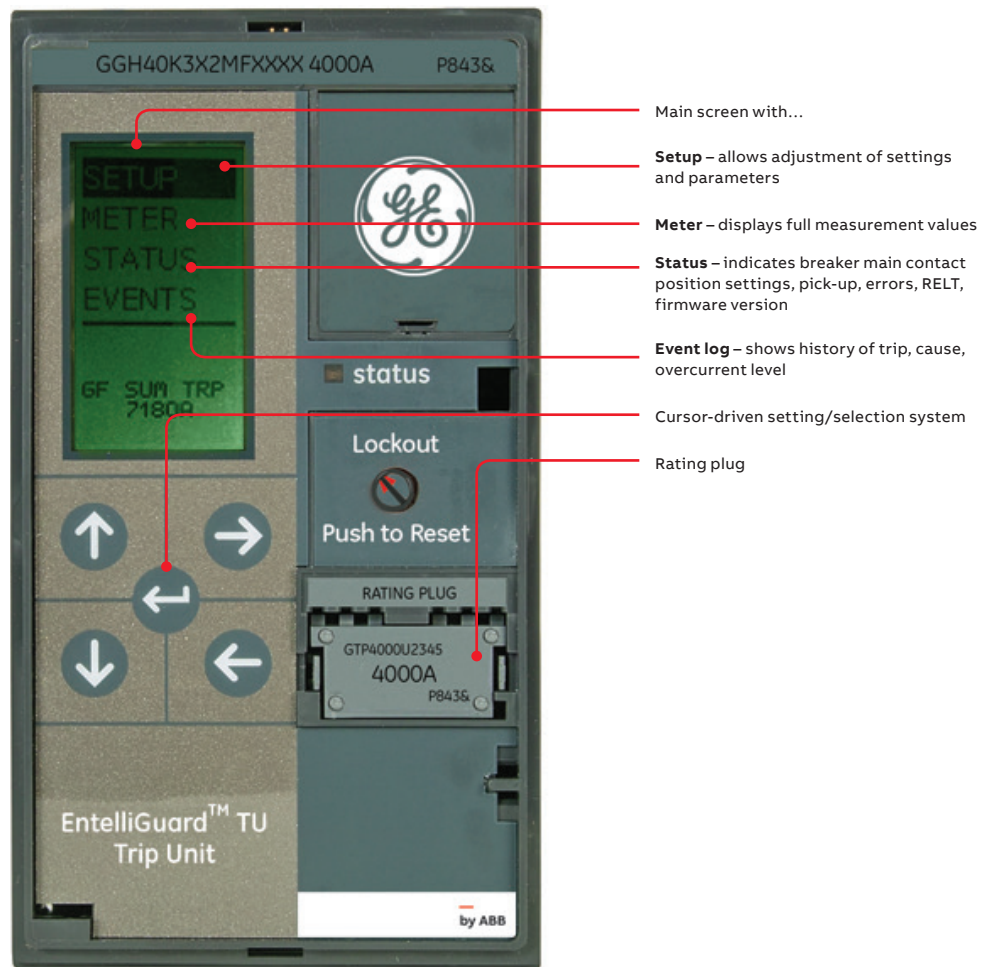 GGH40K3X2MFXXXX 4000A P843&
SETUP
METER
STATUS
EVENTS
GF SUM TRP
7180A
GE
status
Lockout
Push to Reset
RATING PLUG
GTP4000U2345
4000A
P843&
EntelliGuard™ TU
Trip Unit
by ABB
Main screen with...
Setup – allows adjustment of settings
and parameters
Meter – displays full measurement values
Status – indicates breaker main contact
position settings, pick-up, errors, RELT,
firmware version
Event log – shows history of trip, cause,
overcurrent level
Cursor-driven setting/selection system
Rating plug